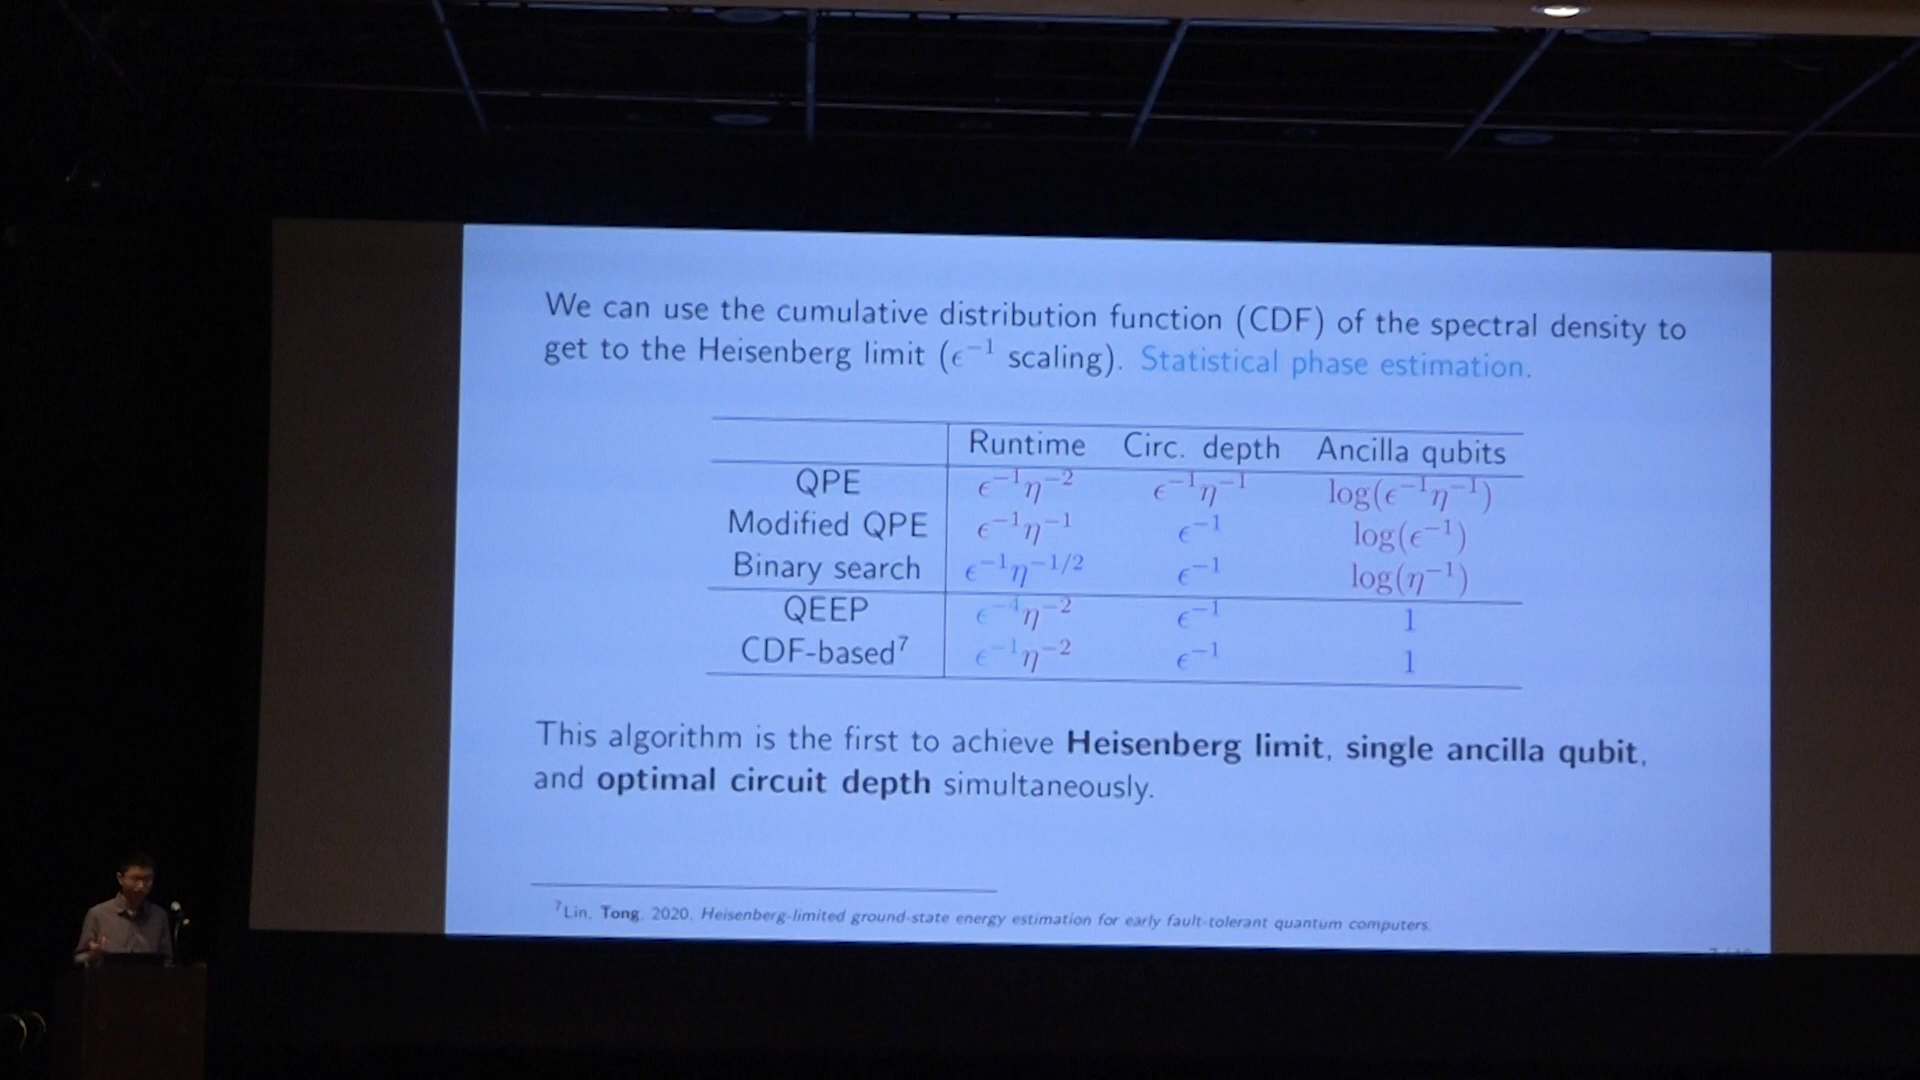 We can use the cumulative distribution function (CDF) of the spectral density to
get to the Heisenberg limit (ϵ⁻¹ scaling). Statistical phase estimation.
Runtime Circ. depth Ancilla qubits
QPE ϵ⁻¹η⁻² ϵ⁻¹η⁻¹ log(ϵ⁻¹η⁻¹)
Modified QPE ϵ⁻¹η⁻¹ ϵ⁻¹ log(ϵ⁻¹)
Binary search ϵ⁻¹η⁻¹/² ϵ⁻¹ log(η⁻¹)
QEEP ϵ⁻⁴η⁻² ϵ⁻¹ 1
CDF-based⁷ ϵ⁻¹η⁻² ϵ⁻¹ 1
This algorithm is the first to achieve Heisenberg limit, single ancilla qubit,
and optimal circuit depth simultaneously.
⁷Lin, Tong. 2020. Heisenberg-limited ground-state energy estimation for early fault-tolerant quantum computers.